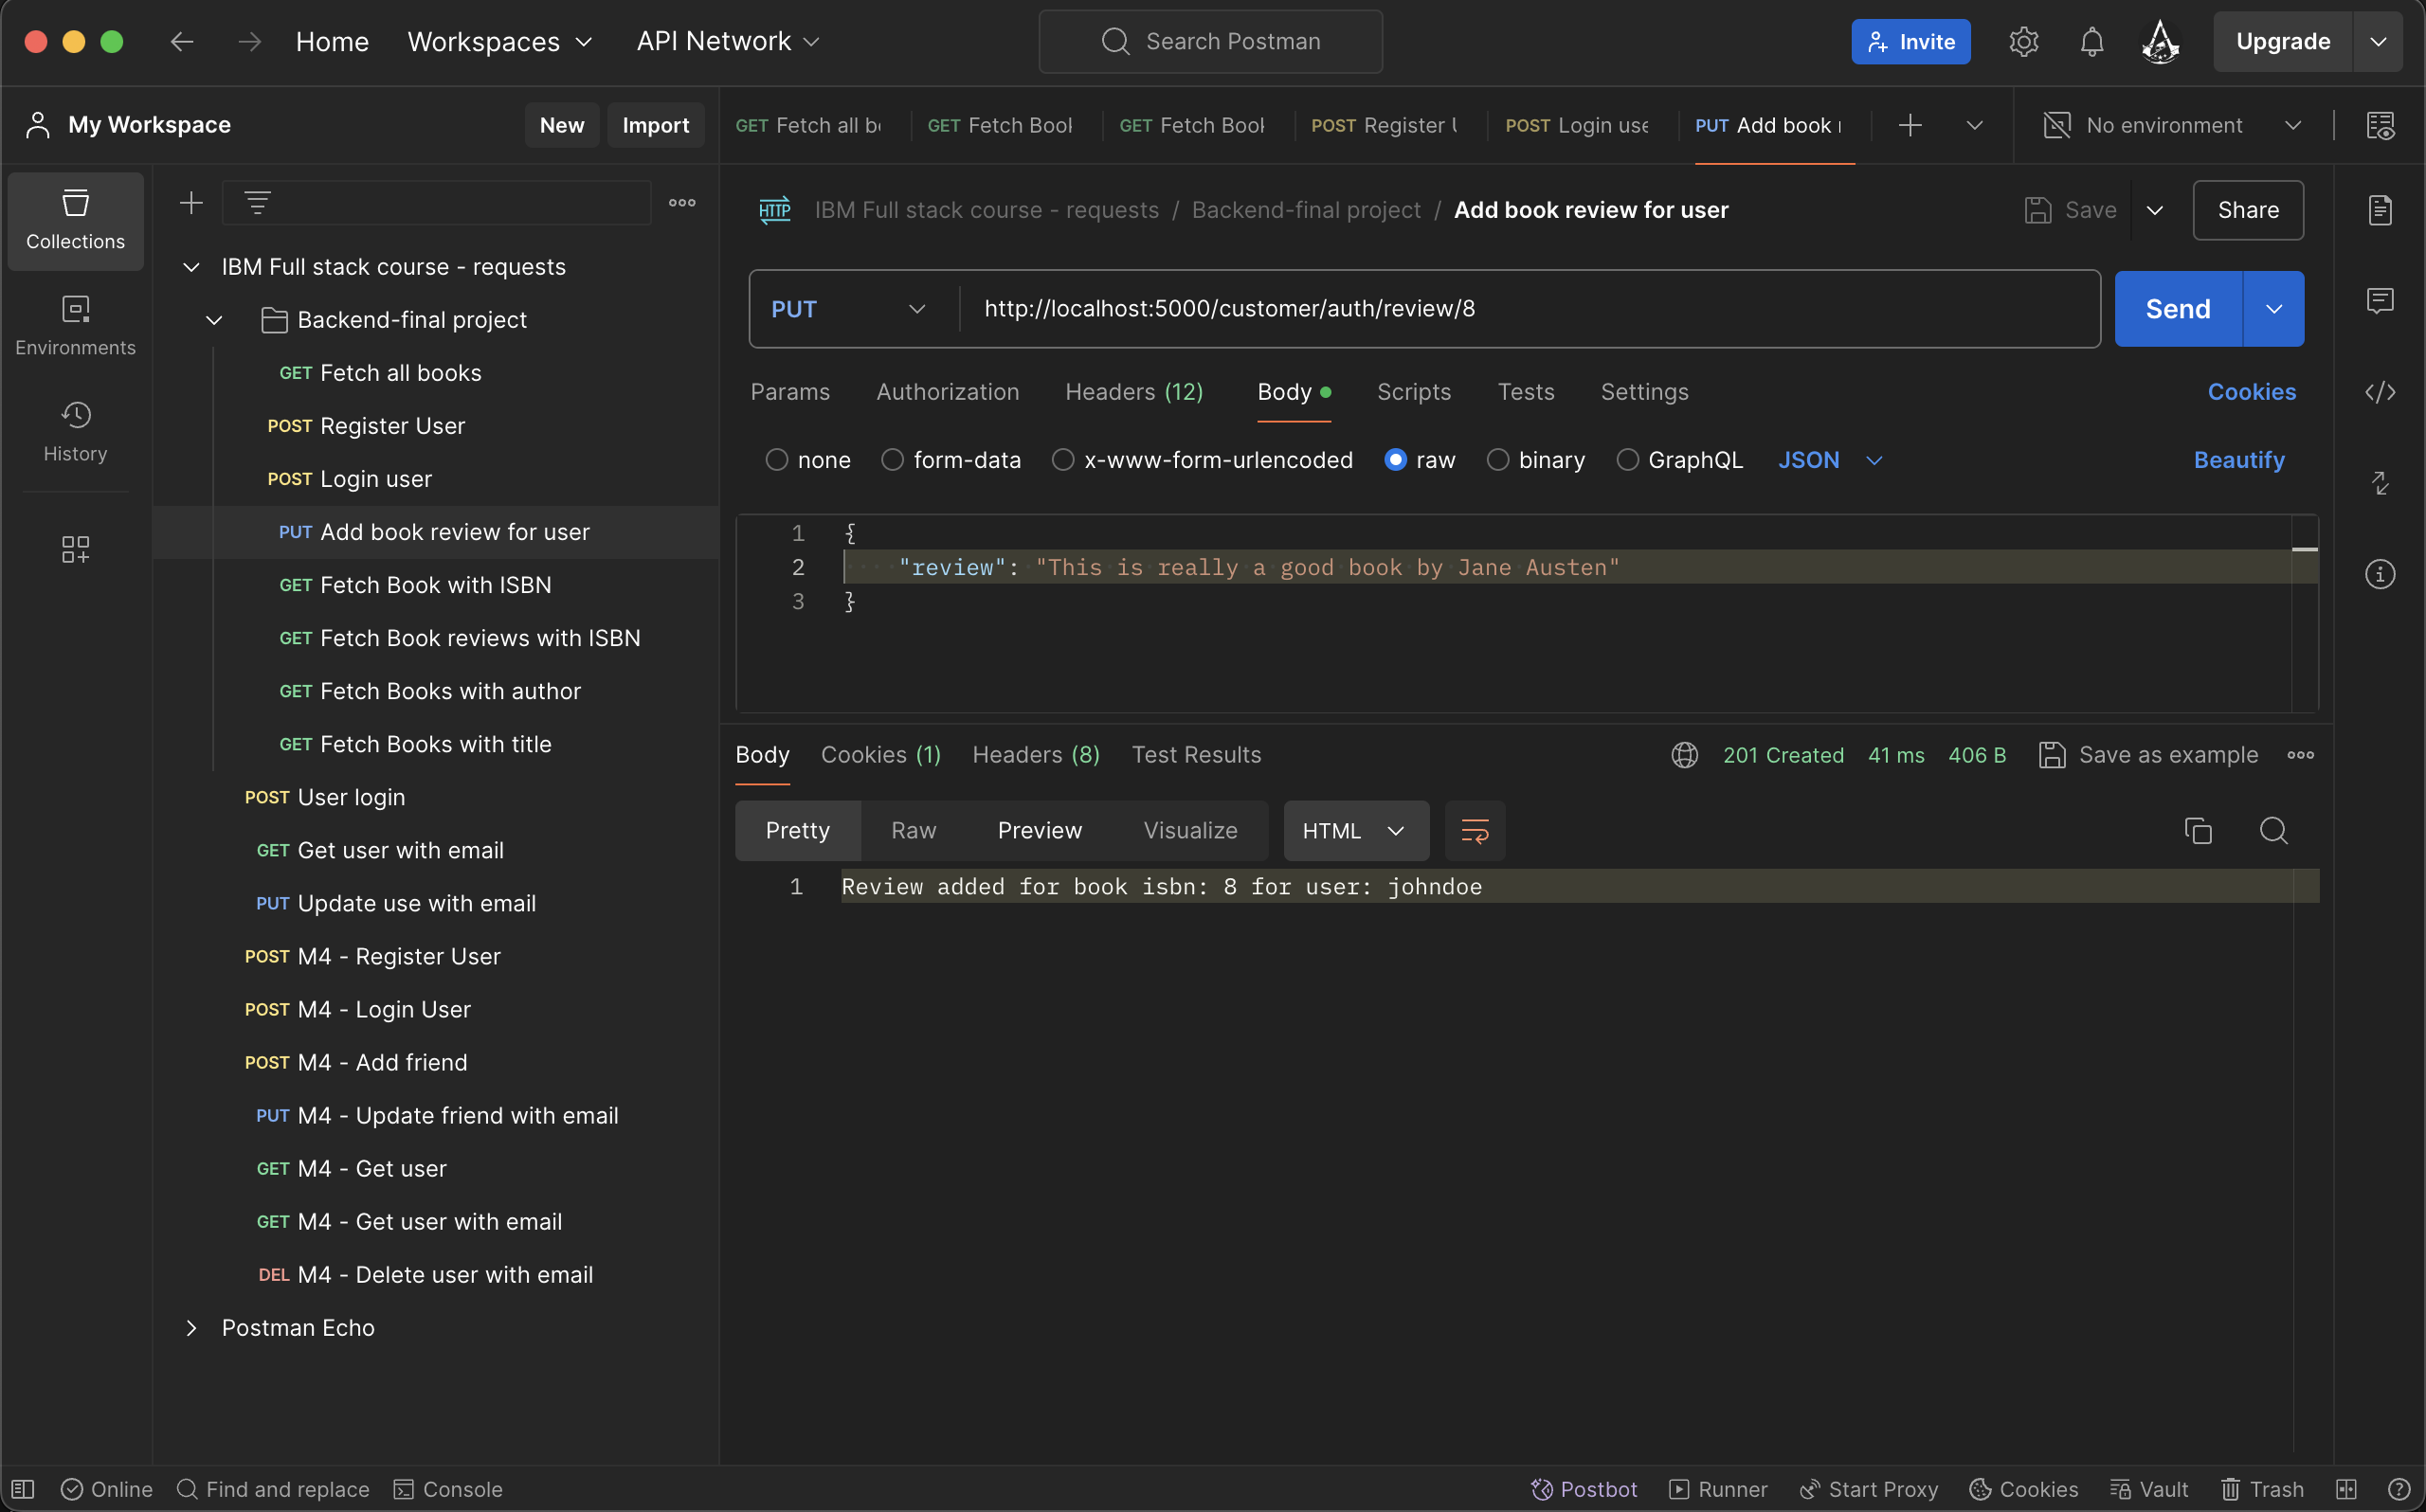 Home Workspaces API Network Search Postman Invite Upgrade
My Workspace New Import GET Fetch all b GET Fetch Bool GET Fetch Bool POST Register POST Login use PUT Add book No environment
HTTP IBM Full stack course - requests / Backend-final project / Add book review for user Save Share
Collections
Environments
History
IBM Full stack course - requests
Backend-final project
GET Fetch all books
POST Register User
POST Login user
PUT Add book review for user
GET Fetch Book with ISBN
GET Fetch Book reviews with ISBN
GET Fetch Books with author
GET Fetch Books with title
POST User login
GET Get user with email
PUT Update use with email
POST M4 - Register User
POST M4 - Login User
POST M4 - Add friend
PUT M4 - Update friend with email
GET M4 - Get user
GET M4 - Get user with email
DEL M4 - Delete user with email
Postman Echo
PUT http://localhost:5000/customer/auth/review/8 Send
Params Authorization Headers (12) Body Scripts Tests Settings Cookies
none form-data x-www-form-urlencoded raw binary GraphQL JSON Beautify
1 {
2 "review": "This is really a good book by Jane Austen"
3 }
Body Cookies (1) Headers (8) Test Results 201 Created 41 ms 406 B Save as example
Pretty Raw Preview Visualize HTML
1 Review added for book isbn: 8 for user: johndoe
Online Find and replace Console Postbot Runner Start Proxy Cookies Vault Trash